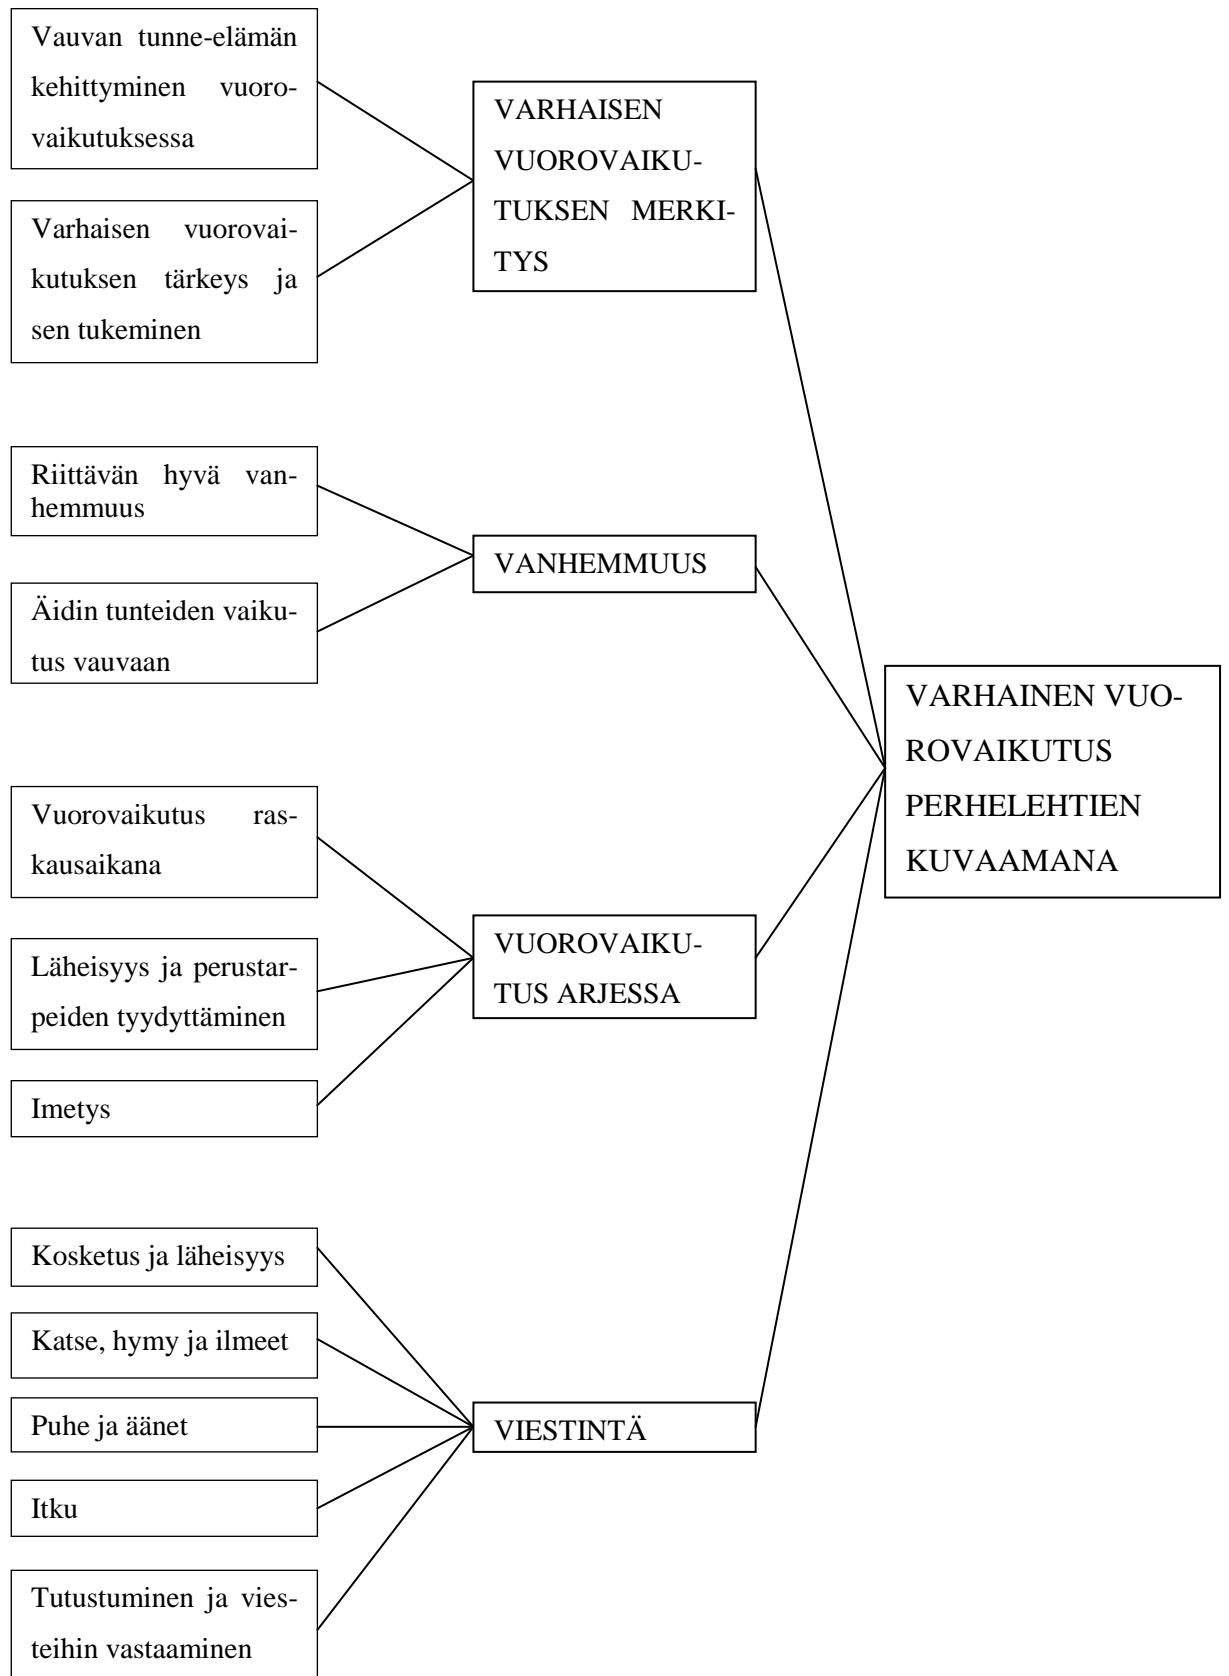 Vauvan tunne-elämän
kehittyminen vuoro-
vaikutuksessa
Varhaisen vuorovai-
kutuksen tärkeys ja
sen tukeminen
VARHAISEN
VUOROVAIKU-
TUKSEN MERKI-
TYS
Riittävän hyvä van-
hemmuus
Äidin tunteiden vaiku-
tus vauvaan
VANHEMMUUS
VARHAINEN VUO-
ROVAIKUTUS
PERHELEHTIEN
KUVAAMANA
Vuorovaikutus ras-
kausaikana
Läheisyys ja perustar-
peiden tyydyttäminen
Imetys
VUOROVAIKU-
TUS ARJESSA
Kosketus ja läheisyys
Katse, hymy ja ilmeet
Puhe ja äänet
Itku
Tutustuminen ja vies-
teihin vastaaminen
VIESTINTÄ